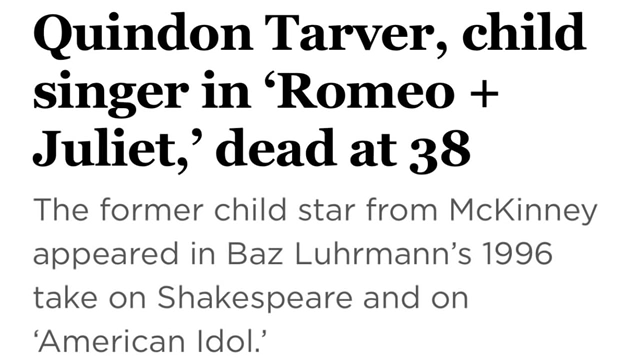 Quindon Tarver, child
singer in ‘Romeo +
Juliet,’ dead at 38
The former child star from McKinney
appeared in Baz Luhrmann’s 1996
take on Shakespeare and on
‘American Idol.’